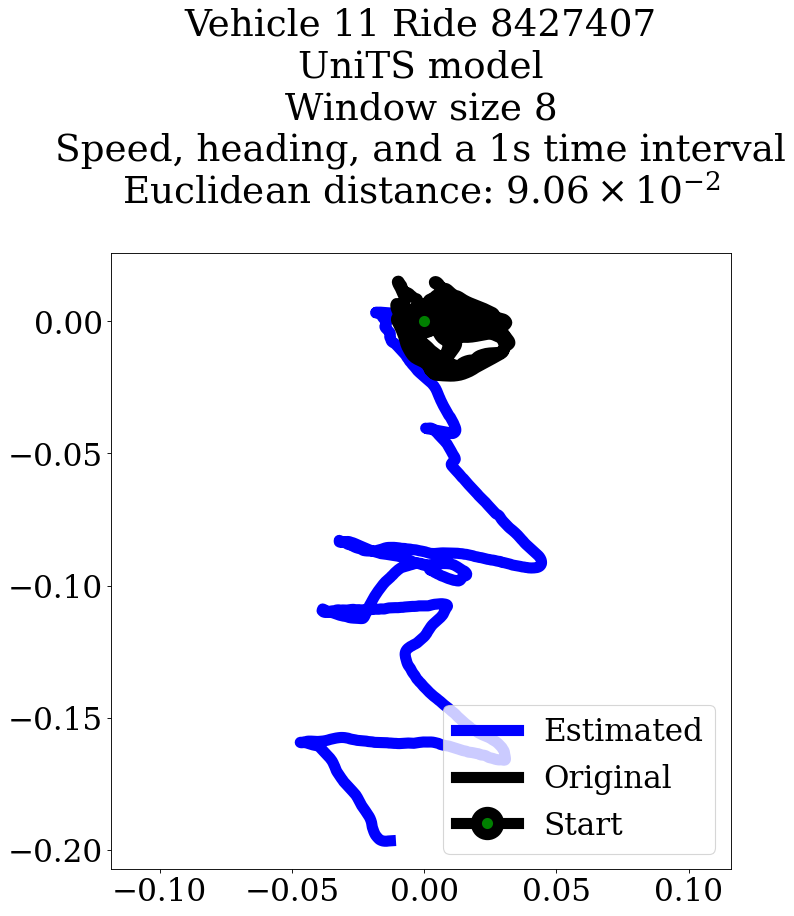 Vehicle 11 Ride 8427407
UniTS model
Window size 8
Speed, heading, and a 1s time interval
Euclidean distance: 9.06 × 10⁻²
0.00
−0.05
−0.10
−0.15
−0.20
Estimated
Original
Start
−0.10 −0.05 0.00 0.05 0.10